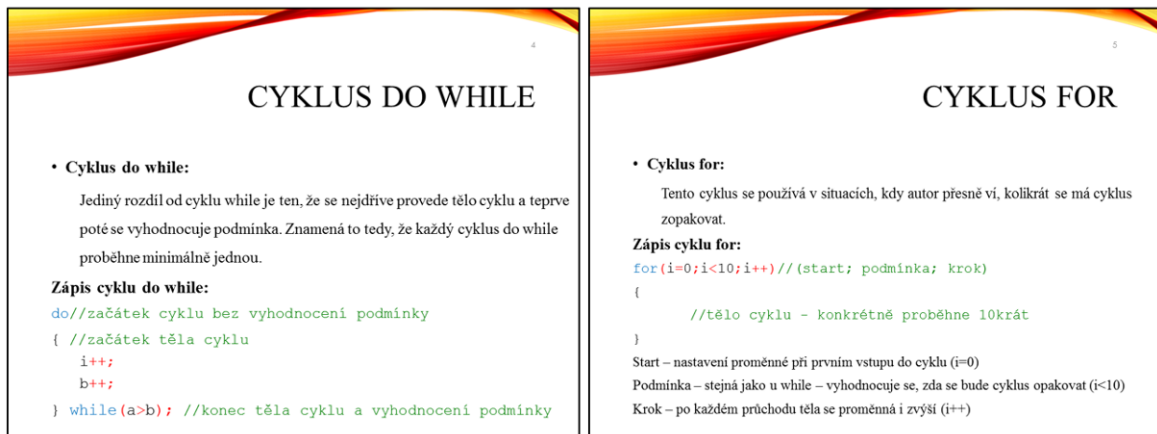 4
CYKLUS DO WHILE
• Cyklus do while:
Jediný rozdíl od cyklu while je ten, že se nejdříve provede tělo cyklu a teprve
poté se vyhodnocuje podmínka. Znamená to tedy, že každý cyklus do while
proběhne minimálně jednou.
Zápis cyklu do while:
do//začátek cyklu bez vyhodnocení podmínky
{ //začátek těla cyklu
i++;
b++;
} while(a>b); //konec těla cyklu a vyhodnocení podmínky
5
CYKLUS FOR
• Cyklus for:
Tento cyklus se používá v situacích, kdy autor přesně ví, kolikrát se má cyklus
zopakovat.
Zápis cyklu for:
for(i=0;i<10;i++)//(start; podmínka; krok)
{
//tělo cyklu - konkrétně proběhne 10krát
}
Start – nastavení proměnné při prvním vstupu do cyklu (i=0)
Podmínka – stejná jako u while – vyhodnocuje se, zda se bude cyklus opakovat (i<10)
Krok – po každém průchodu těla se proměnná i zvýší (i++)